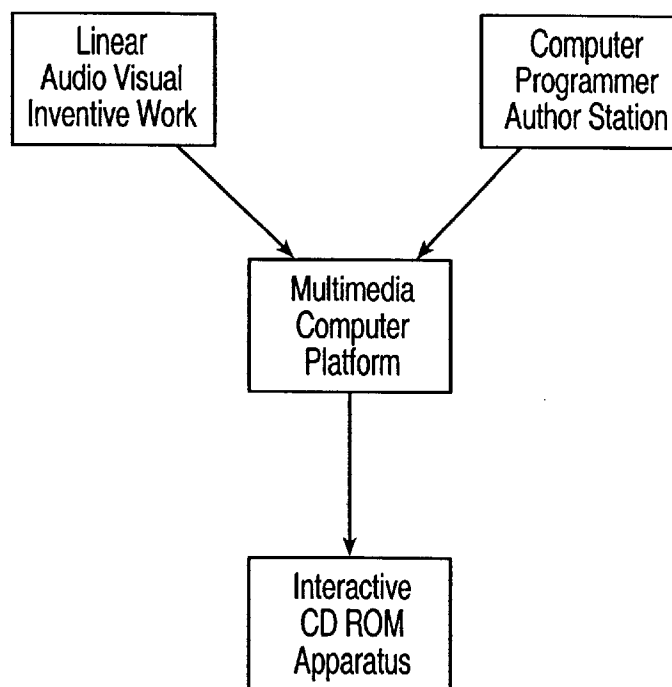 Linear
Audio Visual
Inventive Work
Computer
Programmer
Author Station
Multimedia
Computer
Platform
Interactive
CD ROM
Apparatus